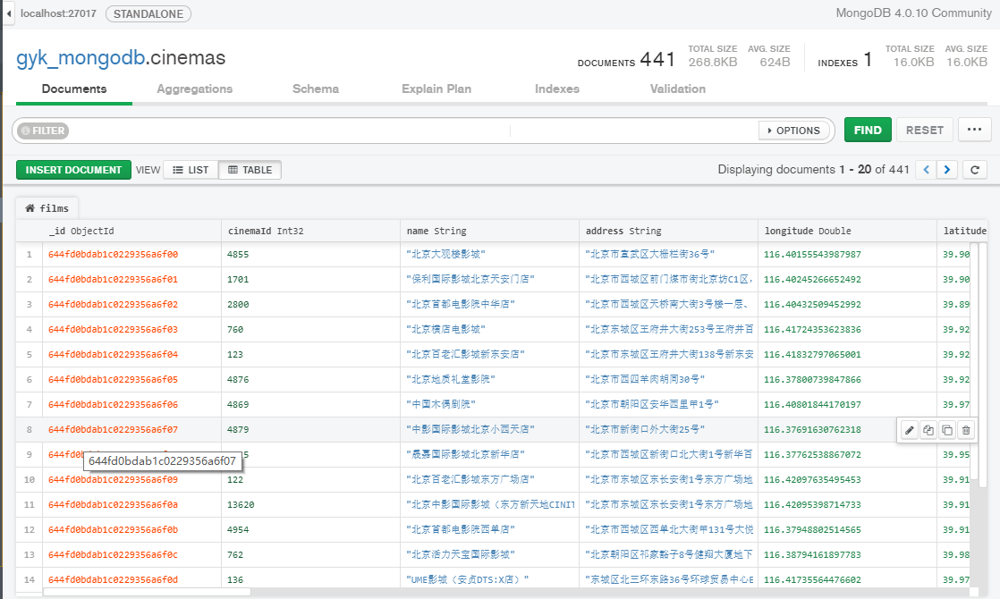 localhost:27017 STANDALONE MongoDB 4.0.10 Community
gyk_mongodb.cinemas DOCUMENTS 441 TOTAL SIZE 268.8KB AVG. SIZE 624B INDEXES 1 TOTAL SIZE 16.0KB AVG. SIZE 16.0KB
Documents Aggregations Schema Explain Plan Indexes Validation
FILTER OPTIONS FIND RESET ...
INSERT DOCUMENT VIEW LIST TABLE Displaying documents 1 - 20 of 441
films
_id ObjectId cinemaId Int32 name String address String longitude Double latitude
1 644fd0bdab1c0229356a6f00 4855 "北京大观楼影城" "北京市宣武区大栅栏街36号" 116.40155543987987 39.90
2 644fd0bdab1c0229356a6f01 1701 "保利国际影城北京天安门店" "北京市西城区前门煤市街北京坊C1区, 116.40245266652492 39.90
3 644fd0bdab1c0229356a6f02 2800 "北京首都电影院中华店" "北京市西城区天桥南大街3号楼一层、 116.40432509452992 39.89
4 644fd0bdab1c0229356a6f03 760 "北京横店电影城" "北京东城区王府井大街253号王府井百 116.41724353623836 39.92
5 644fd0bdab1c0229356a6f04 123 "北京百老汇影城新东安店" "北京市东城区王府井大街138号新东安 116.41832797065001 39.92
6 644fd0bdab1c0229356a6f05 4876 "北京地质礼堂影院" "北京市西四羊肉胡同30号" 116.37800739847866 39.92
7 644fd0bdab1c0229356a6f06 4869 "中国木偶剧院" "北京市朝阳区安华西里甲1号" 116.40801844170197 39.97
8 644fd0bdab1c0229356a6f07 4879 "中影国际影城北京小西天店" "北京市新街口外大街25号" 116.37691630762318
9 644fd0 5 "晟嘉国际影城北京新华店" "北京市西城区新街口北大街1号新华百 116.37762538867072 39.95
644fd0bdab1c0229356a6f07
10 644fd0bdab1c0229356a6f09 122 "北京百老汇影城东方广场店" "北京市东城区东长安街1号东方广场地 116.42097635495453 39.91
11 644fd0bdab1c0229356a6f0a 13620 "北京中影国际影城（东方新天地CINIT "北京市东城区东长安街1号东方广场地 116.42095398714733 39.91
12 644fd0bdab1c0229356a6f0b 4954 "北京首都电影院西单店" "北京市西城区西单北大街甲131号大悦 116.37948802514565 39.91
13 644fd0bdab1c0229356a6f0c 762 "北京活力天宝国际影城" "北京朝阳区祁家豁子8号健翔大厦地下 116.38794161897783 39.98
14 644fd0bdab1c0229356a6f0d 136 "UME影城（安贞DTS:X店）" "东城区北三环东路36号环球贸易中心E 116.41735564476602 39.97